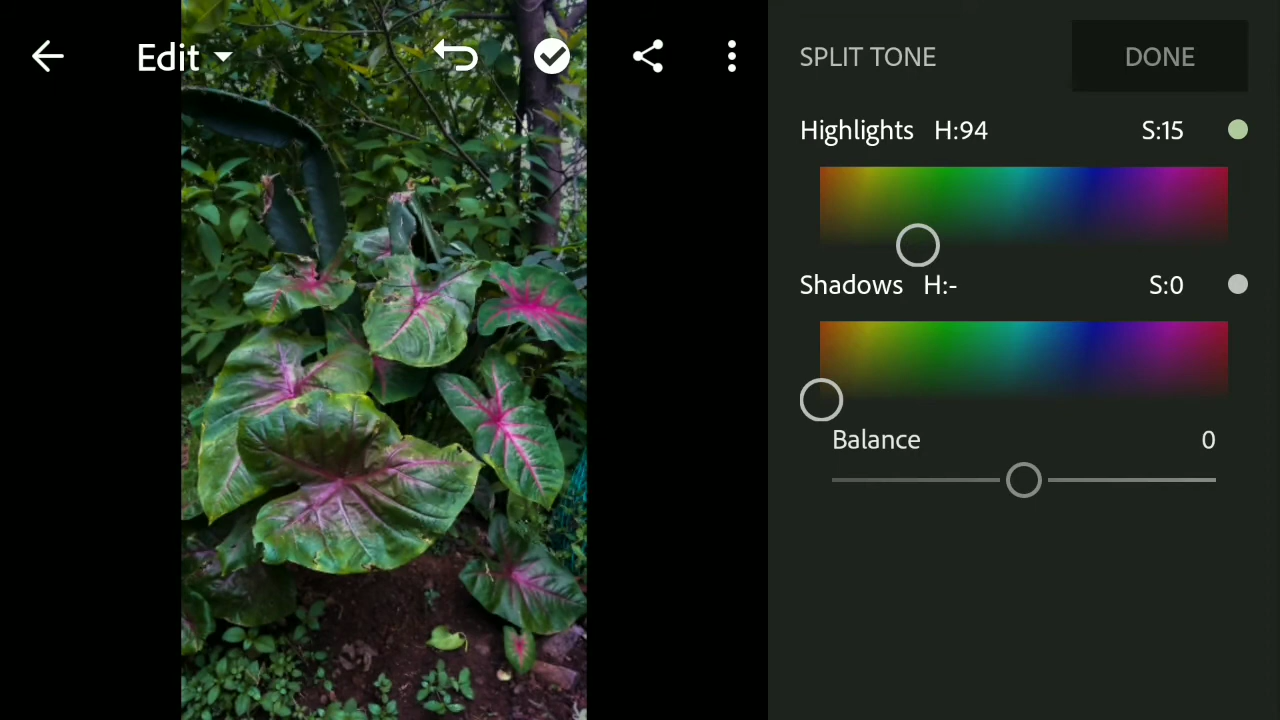 Edit
SPLIT TONE
DONE
Highlights H:94 S:15
Shadows H:- S:0
Balance 0